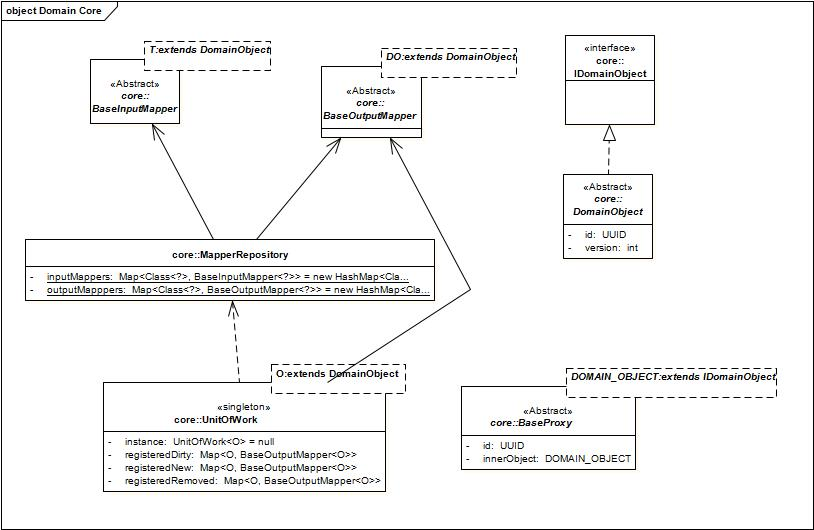 object Domain Core
T:extends DomainObject
«Abstract»
core::
BaseInputMapper
DO:extends DomainObject
«Abstract»
core::
BaseOutputMapper
«interface»
core::
IDomainObject
«Abstract»
core::
DomainObject
- id: UUID
- version: int
core::MapperRepository
- inputMappers: Map<Class<?>, BaseInputMapper<?>> = new HashMap<Cla...
- outputMapppers: Map<Class<?>, BaseOutputMapper<?>> = new HashMap<Cla...
O:extends DomainObject
«singleton»
core::UnitOfWork
- instance: UnitOfWork<O> = null
- registeredDirty: Map<O, BaseOutputMapper<O>>
- registeredNew: Map<O, BaseOutputMapper<O>>
- registeredRemoved: Map<O, BaseOutputMapper<O>>
DOMAIN_OBJECT:extends IDomainObject
«Abstract»
core::BaseProxy
- id: UUID
- innerObject: DOMAIN_OBJECT